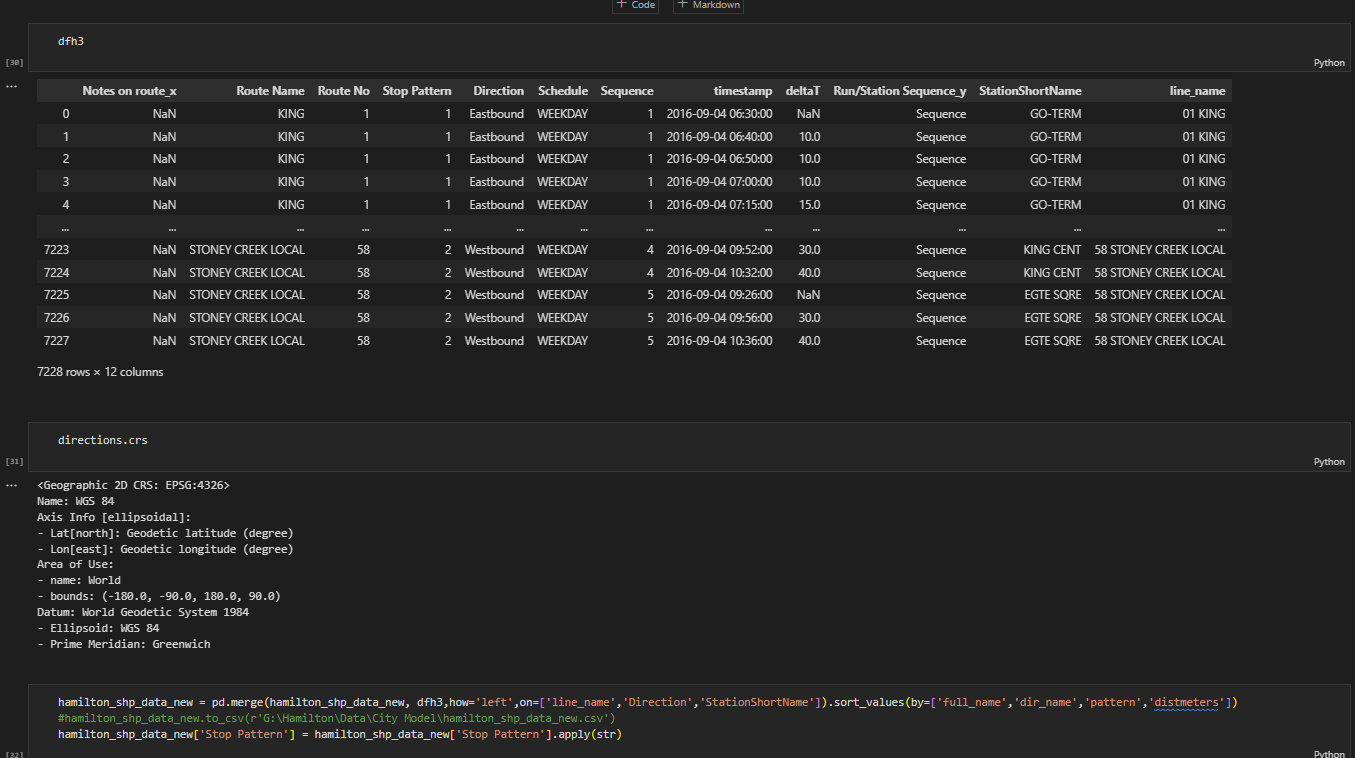 + Code + Markdown
dfh3
[30] Python
...
Notes on route_x Route Name Route No Stop Pattern Direction Schedule Sequence timestamp deltaT Run/Station Sequence_y StationShortName line_name
0 NaN KING 1 1 Eastbound WEEKDAY 1 2016-09-04 06:30:00 NaN Sequence GO-TERM 01 KING
1 NaN KING 1 1 Eastbound WEEKDAY 1 2016-09-04 06:40:00 10.0 Sequence GO-TERM 01 KING
2 NaN KING 1 1 Eastbound WEEKDAY 1 2016-09-04 06:50:00 10.0 Sequence GO-TERM 01 KING
3 NaN KING 1 1 Eastbound WEEKDAY 1 2016-09-04 07:00:00 10.0 Sequence GO-TERM 01 KING
4 NaN KING 1 1 Eastbound WEEKDAY 1 2016-09-04 07:15:00 15.0 Sequence GO-TERM 01 KING
... ... ... ... ... ... ... ... ... ... ... ... ...
7223 NaN STONEY CREEK LOCAL 58 2 Westbound WEEKDAY 4 2016-09-04 09:52:00 30.0 Sequence KING CENT 58 STONEY CREEK LOCAL
7224 NaN STONEY CREEK LOCAL 58 2 Westbound WEEKDAY 4 2016-09-04 10:32:00 40.0 Sequence KING CENT 58 STONEY CREEK LOCAL
7225 NaN STONEY CREEK LOCAL 58 2 Westbound WEEKDAY 5 2016-09-04 09:26:00 NaN Sequence EGTE SQRE 58 STONEY CREEK LOCAL
7226 NaN STONEY CREEK LOCAL 58 2 Westbound WEEKDAY 5 2016-09-04 09:56:00 30.0 Sequence EGTE SQRE 58 STONEY CREEK LOCAL
7227 NaN STONEY CREEK LOCAL 58 2 Westbound WEEKDAY 5 2016-09-04 10:36:00 40.0 Sequence EGTE SQRE 58 STONEY CREEK LOCAL
7228 rows × 12 columns
directions.crs
[31] Python
...
<Geographic 2D CRS: EPSG:4326>
Name: WGS 84
Axis Info [ellipsoidal]:
- Lat[north]: Geodetic latitude (degree)
- Lon[east]: Geodetic longitude (degree)
Area of Use:
- name: World
- bounds: (-180.0, -90.0, 180.0, 90.0)
Datum: World Geodetic System 1984
- Ellipsoid: WGS 84
- Prime Meridian: Greenwich
hamilton_shp_data_new = pd.merge(hamilton_shp_data_new, dfh3,how='left',on=['line_name','Direction','StationShortName']).sort_values(by=['full_name','dir_name','pattern','distmeters'])
#hamilton_shp_data_new.to_csv(r'G:\Hamilton\Data\City Model\hamilton_shp_data_new.csv')
hamilton_shp_data_new['Stop Pattern'] = hamilton_shp_data_new['Stop Pattern'].apply(str)
[32] Python